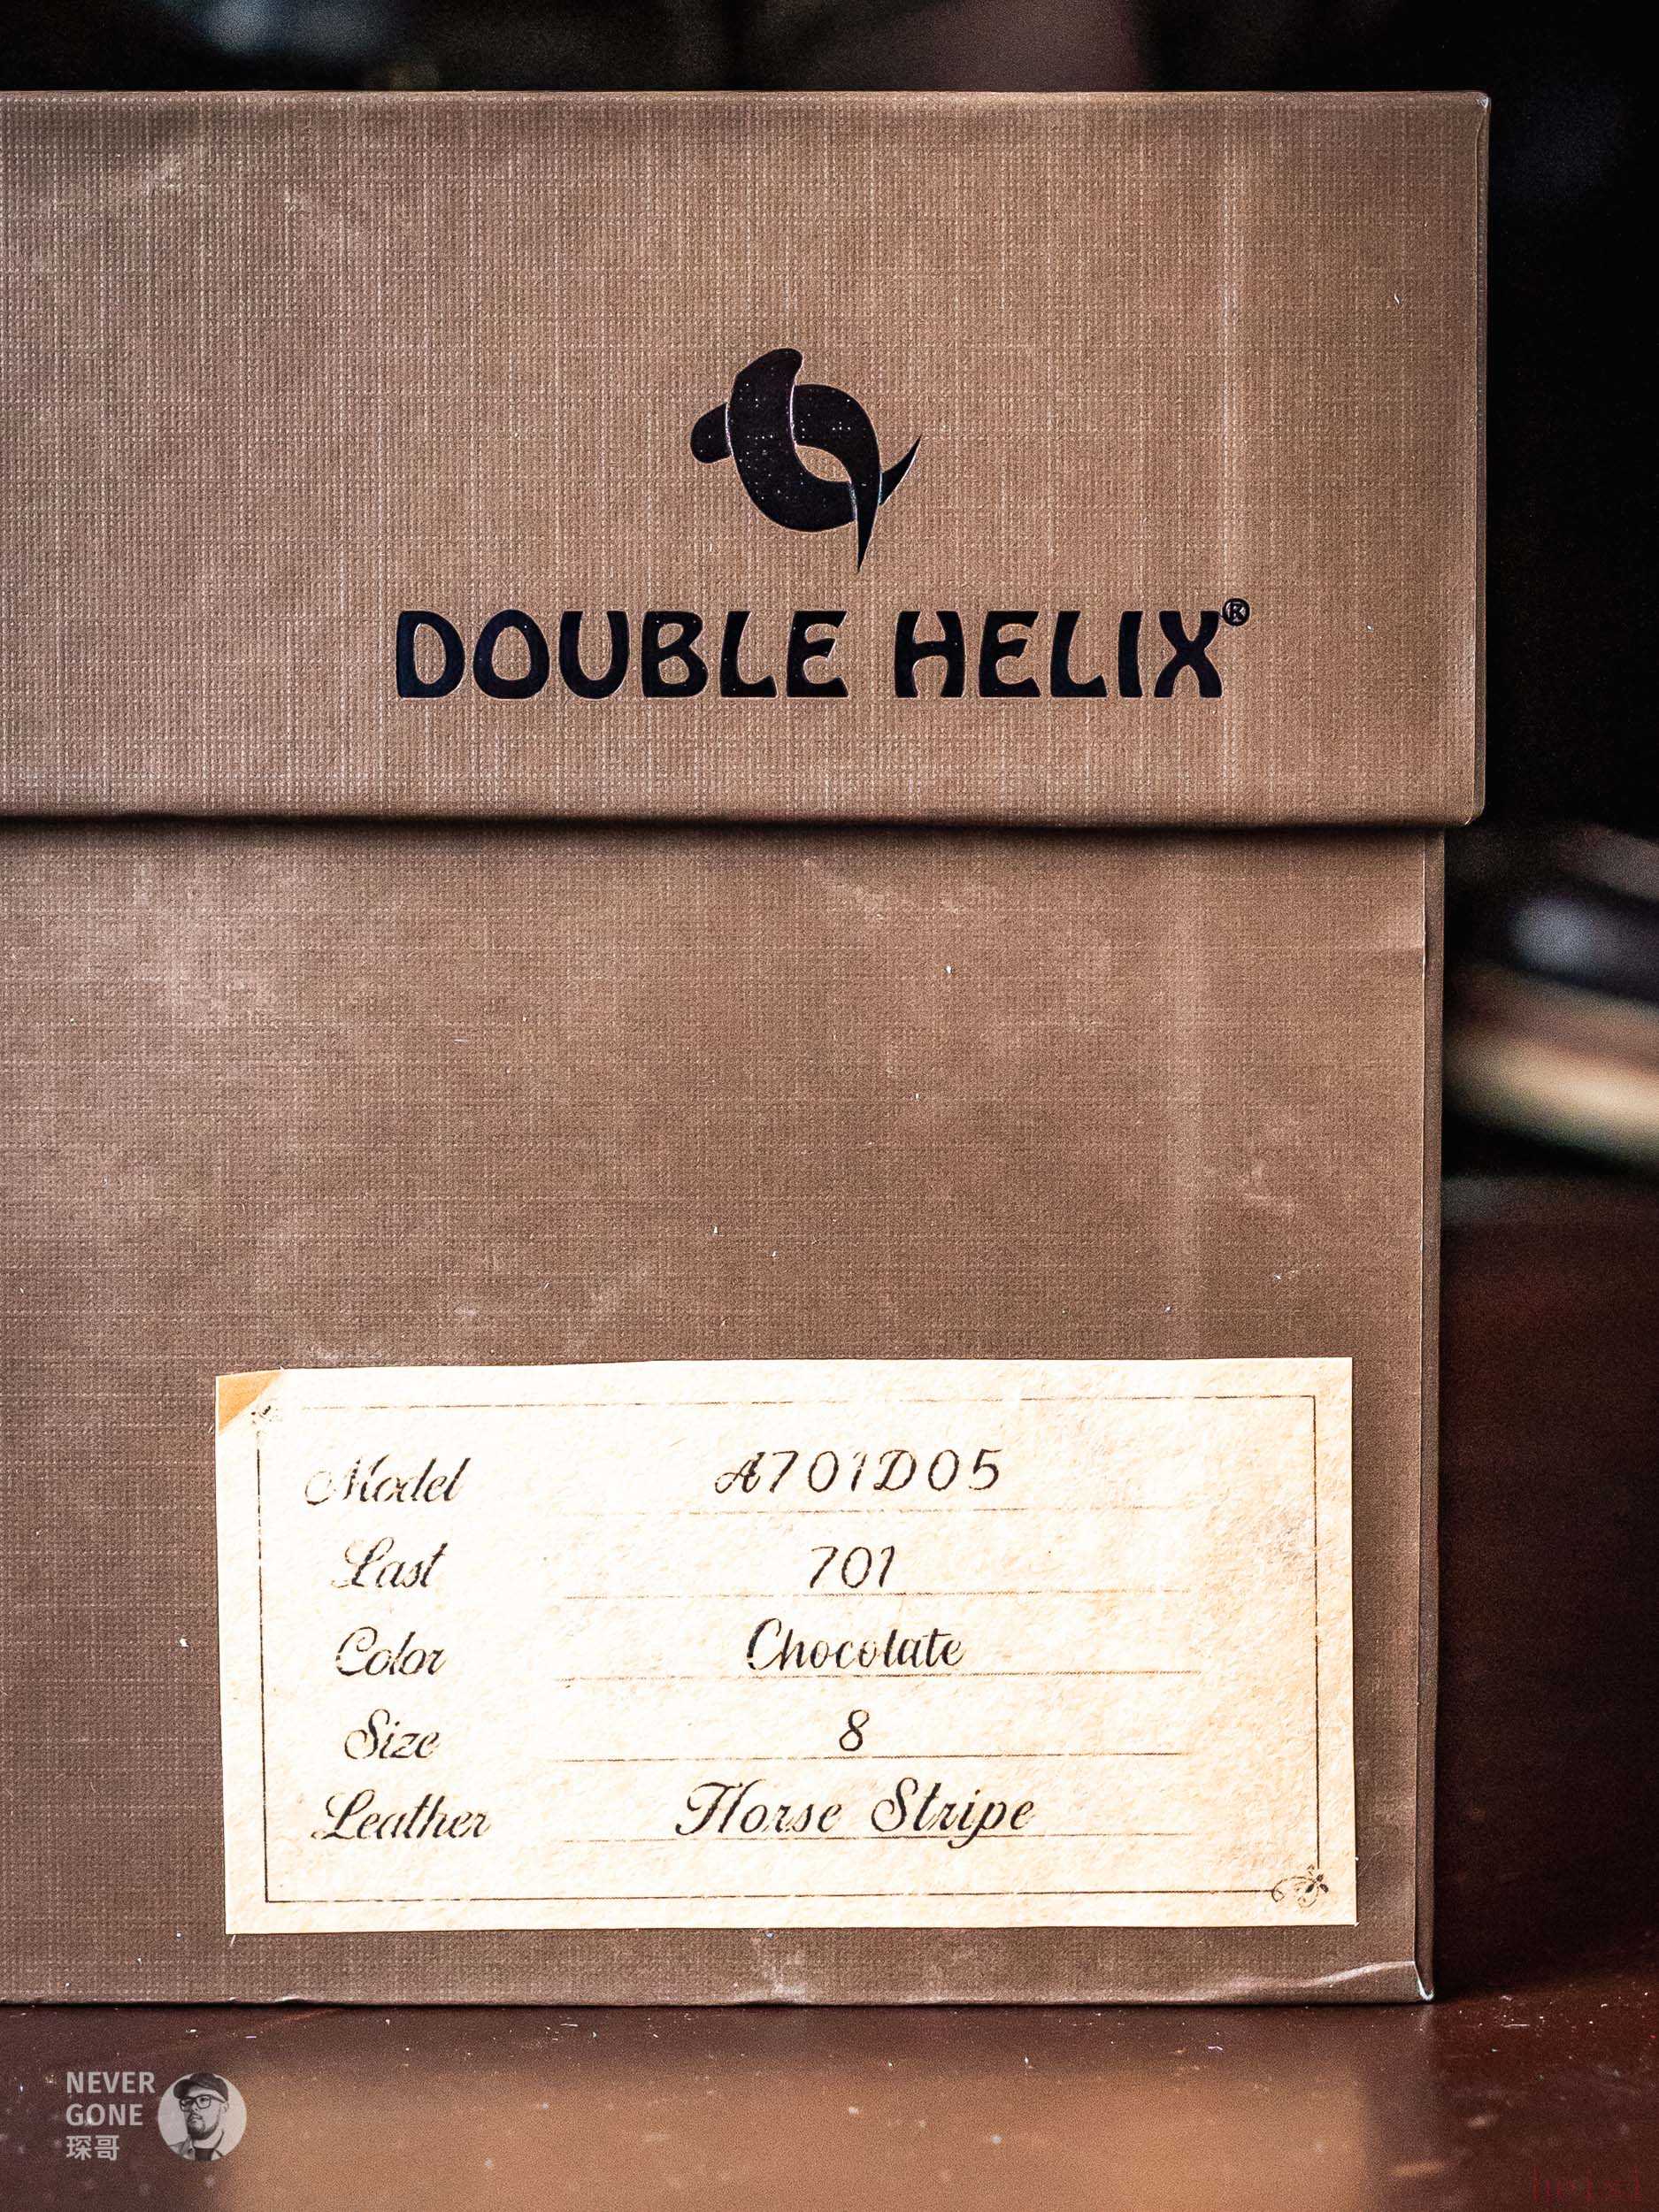 DOUBLE HELIX®
Model A701D05
Last 701
Color Chocolate
Size 8
Leather Horse Stripe
NEVER
GONE
琛哥